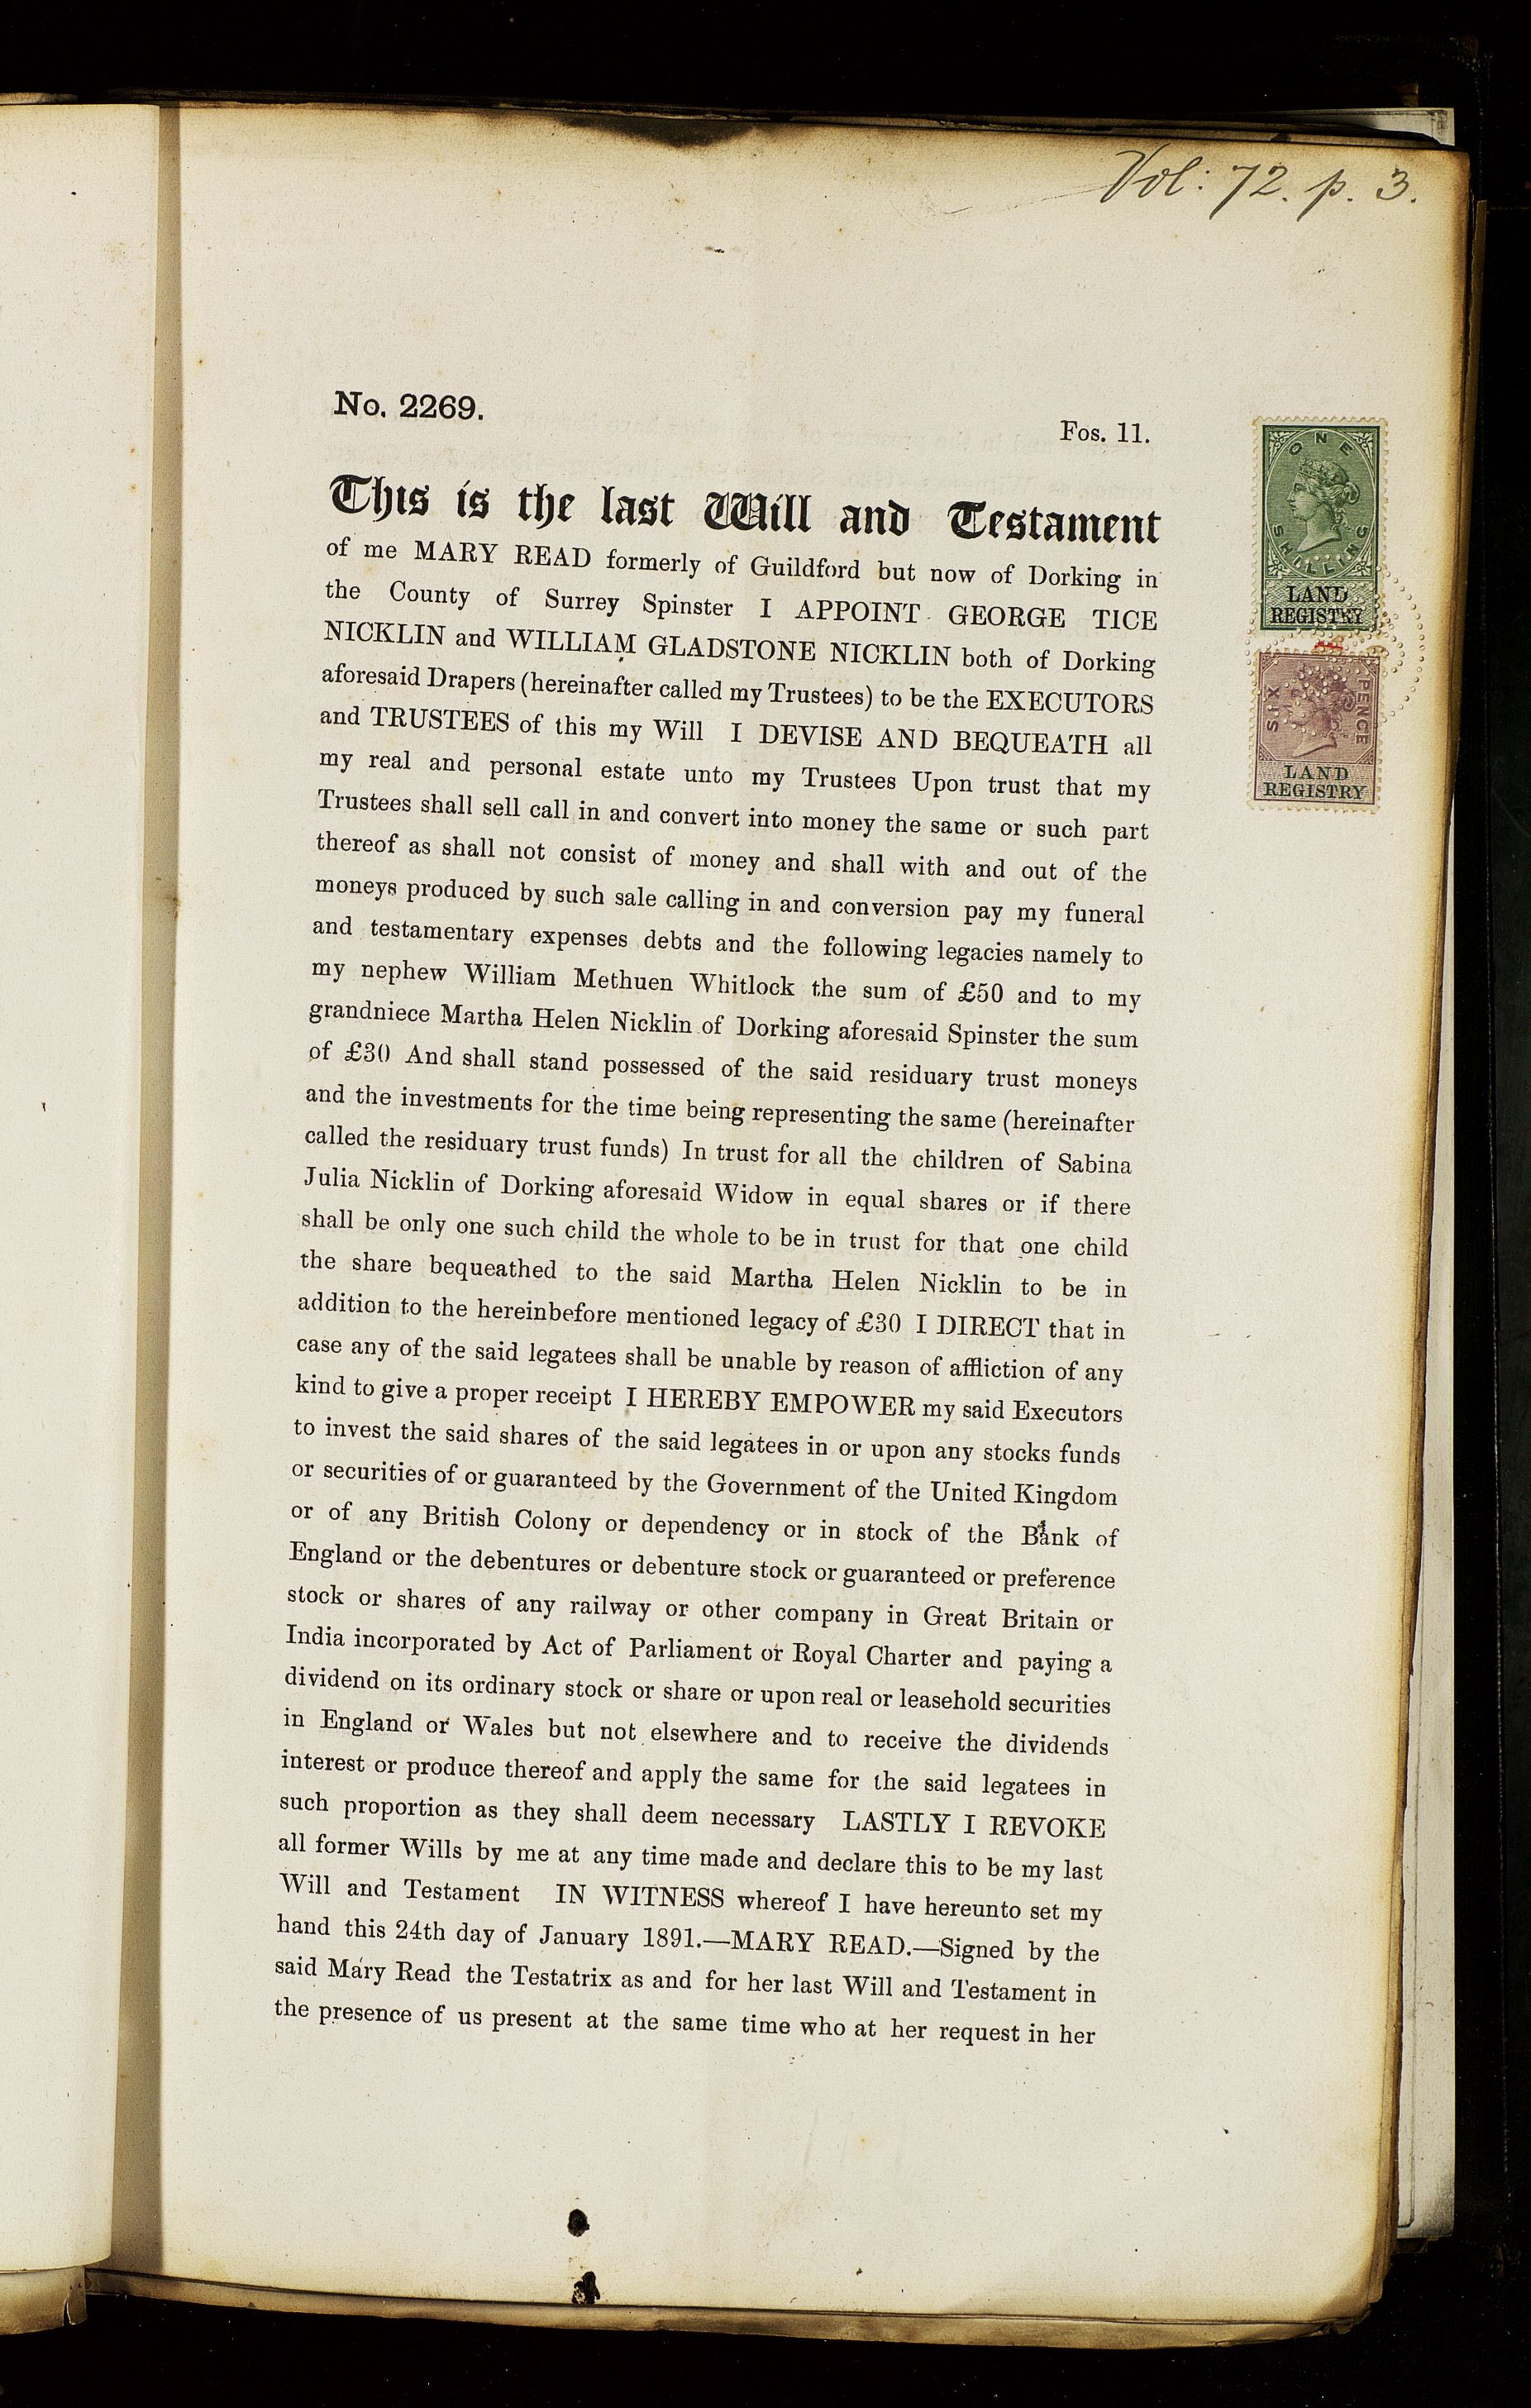 Vol: 72. p. 3.
No. 2269.
Fos. 11.
This is the last Will and Testament
of me MARY READ formerly of Guildford but now of Dorking in
the County of Surrey Spinster I APPOINT GEORGE TICE
NICKLIN and WILLIAM GLADSTONE NICKLIN both of Dorking
aforesaid Drapers (hereinafter called my Trustees) to be the EXECUTORS
and TRUSTEES of this my Will I DEVISE AND BEQUEATH all
my real and personal estate unto my Trustees Upon trust that my
Trustees shall sell call in and convert into money the same or such part
thereof as shall not consist of money and shall with and out of the
moneys produced by such sale calling in and conversion pay my funeral
and testamentary expenses debts and the following legacies namely to
my nephew William Methuen Whitlock the sum of £50 and to my
grandniece Martha Helen Nicklin of Dorking aforesaid Spinster the sum
of £30 And shall stand possessed of the said residuary trust moneys
and the investments for the time being representing the same (hereinafter
called the residuary trust funds) In trust for all the children of Sabina
Julia Nicklin of Dorking aforesaid Widow in equal shares or if there
shall be only one such child the whole to be in trust for that one child
the share bequeathed to the said Martha Helen Nicklin to be in
addition to the hereinbefore mentioned legacy of £30 I DIRECT that in
case any of the said legatees shall be unable by reason of affliction of any
kind to give a proper receipt I HEREBY EMPOWER my said Executors
to invest the said shares of the said legatees in or upon any stocks funds
or securities of or guaranteed by the Government of the United Kingdom
or of any British Colony or dependency or in stock of the Bank of
England or the debentures or debenture stock or guaranteed or preference
stock or shares of any railway or other company in Great Britain or
India incorporated by Act of Parliament or Royal Charter and paying a
dividend on its ordinary stock or share or upon real or leasehold securities
in England or Wales but not elsewhere and to receive the dividends
interest or produce thereof and apply the same for the said legatees in
such proportion as they shall deem necessary LASTLY I REVOKE
all former Wills by me at any time made and declare this to be my last
Will and Testament IN WITNESS whereof I have hereunto set my
hand this 24th day of January 1891.—MARY READ.—Signed by the
said Mary Read the Testatrix as and for her last Will and Testament in
the presence of us present at the same time who at her request in her
ONE
SHILLING
LAND
REGISTRY
SIX PENCE
LAND
REGISTRY